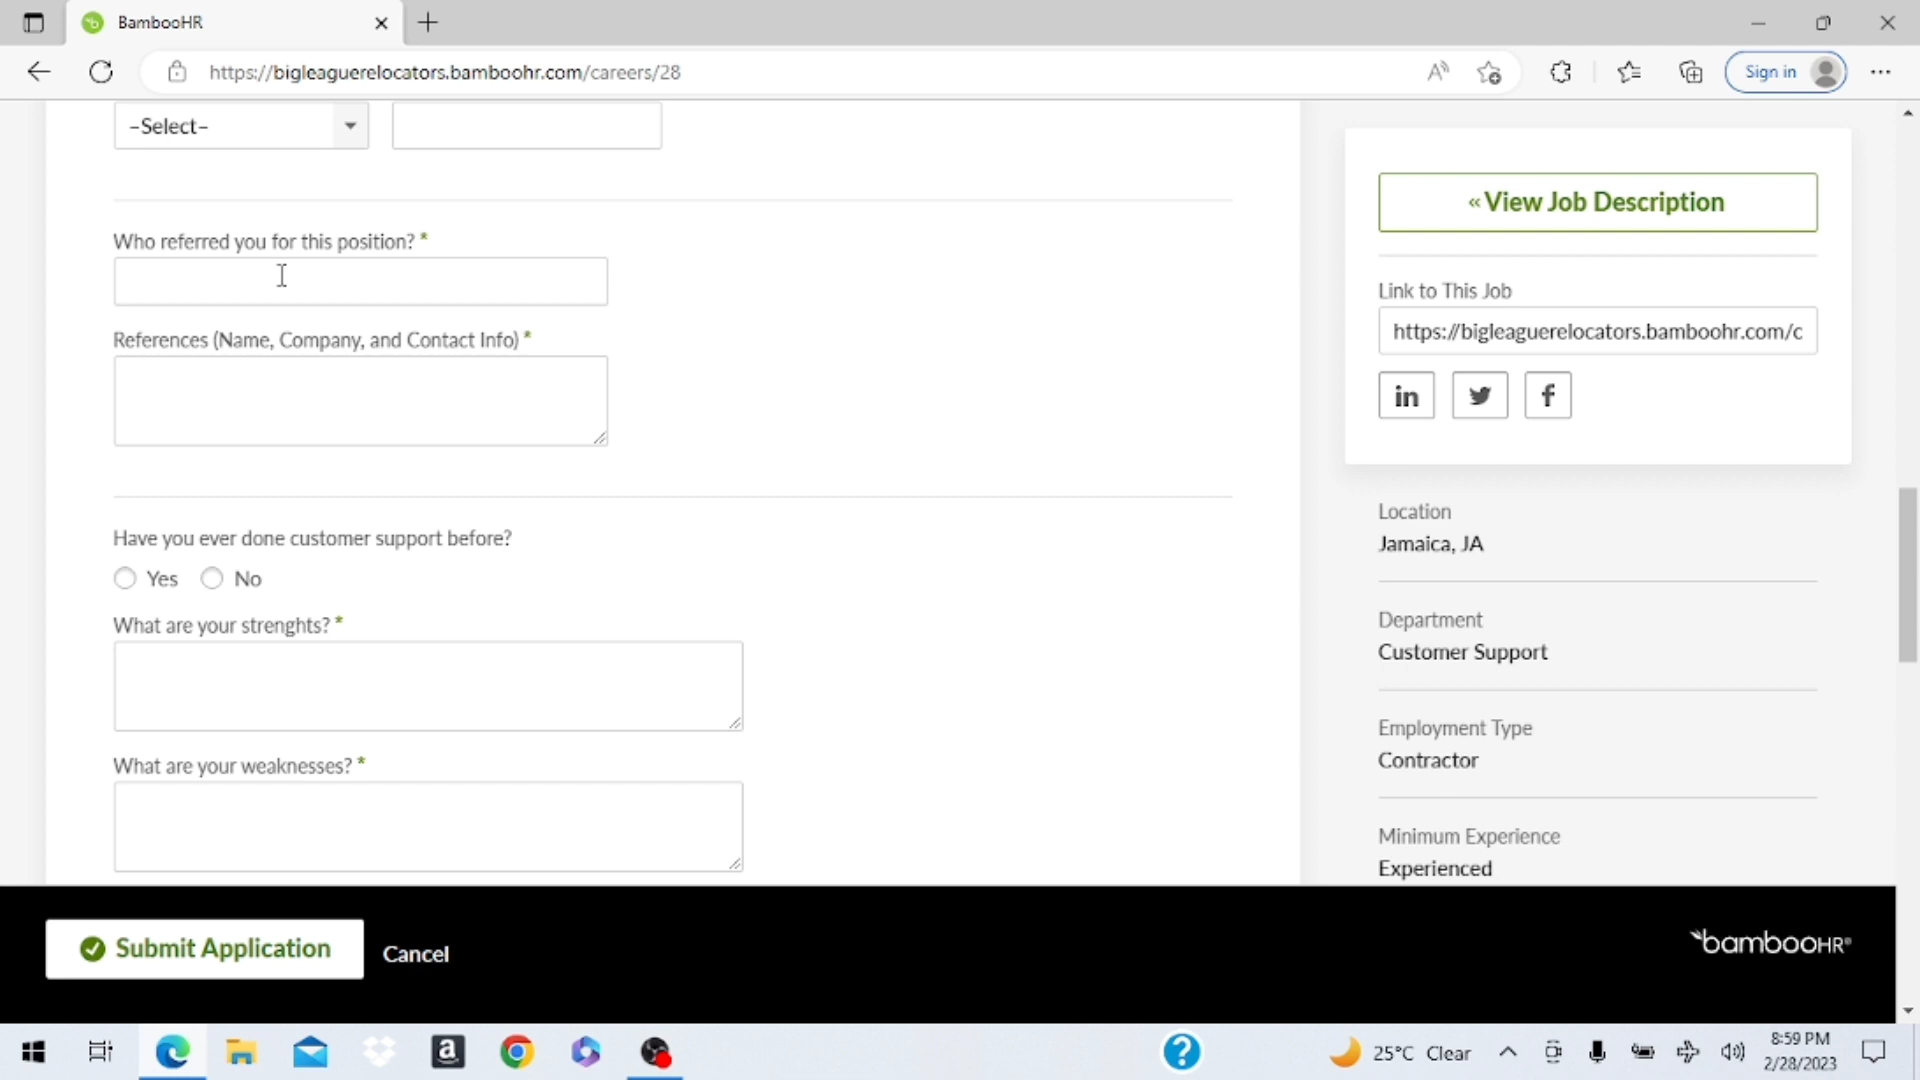 BambooHR
https://bigleaguerelocators.bamboohr.com/careers/28
A
Sign in
–Select–
« View Job Description
Who referred you for this position? *
Link to This Job
https://bigleaguerelocators.bamboohr.com/c
References (Name, Company, and Contact Info) *
in
f
Location
Jamaica, JA
Have you ever done customer support before?
Yes No
What are your strenghts? *
Department
Customer Support
Employment Type
Contractor
What are your weaknesses? *
Minimum Experience
Experienced
Submit Application
Cancel
bambooHR®
a
?
25°C Clear
8:59 PM
2/28/2023